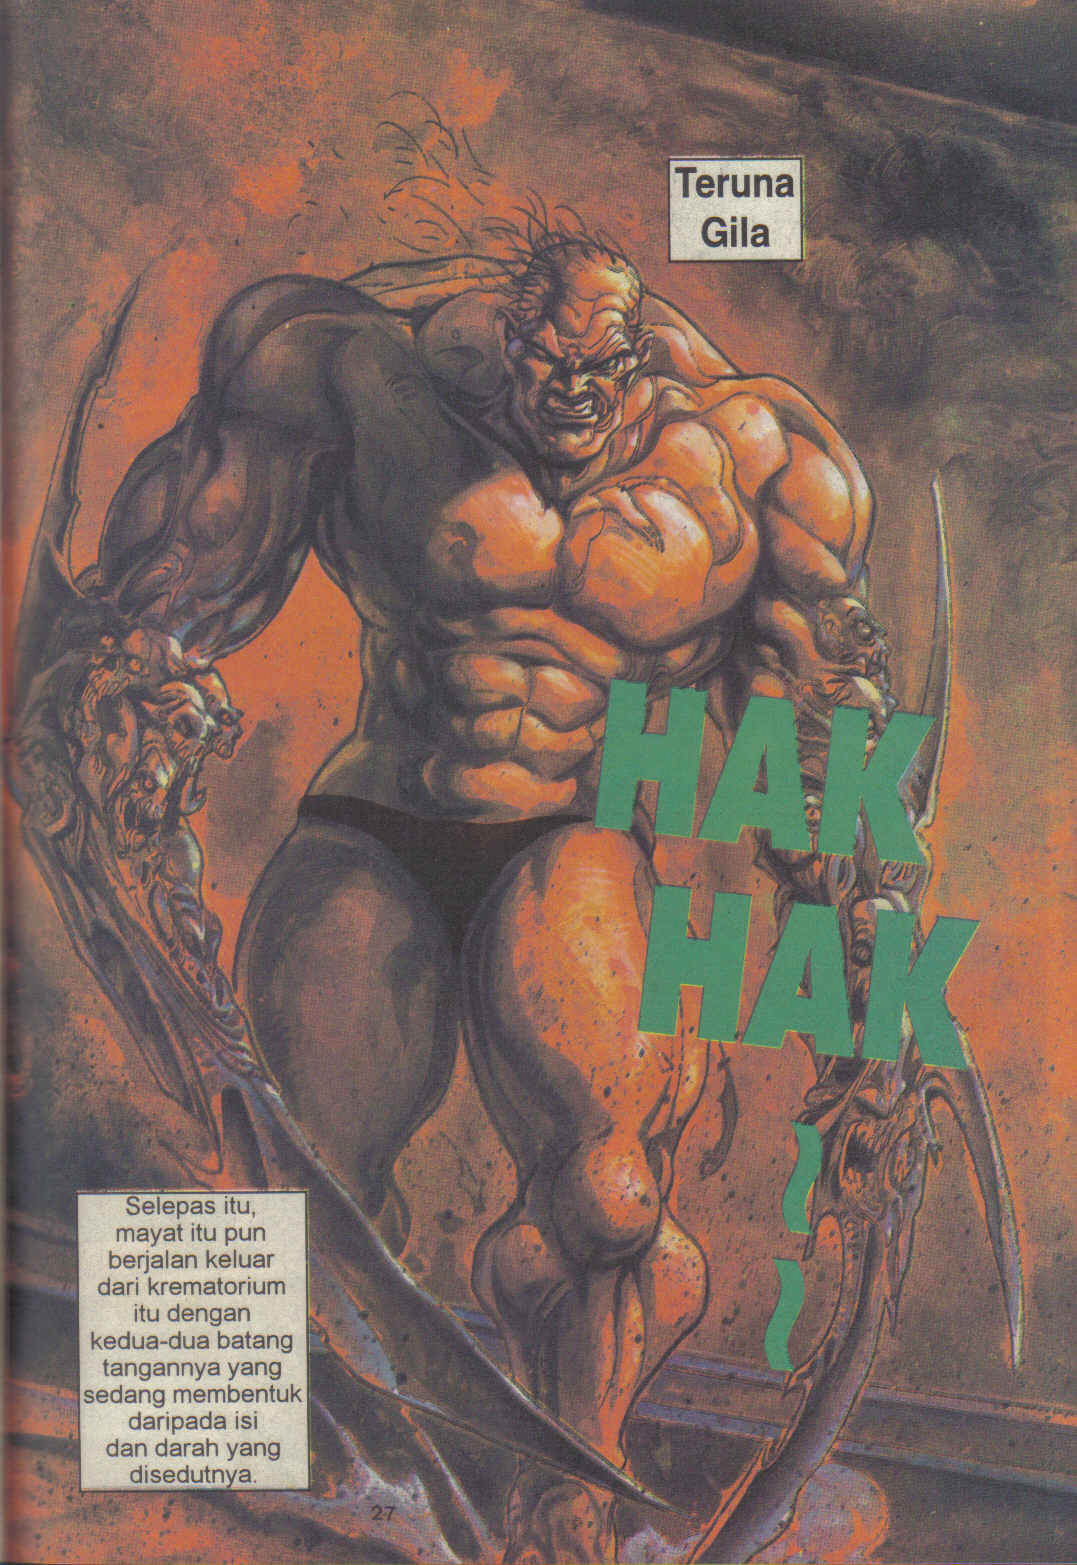 Teruna
Gila
HAK
HAK
~
~
Selepas itu,
mayat itu pun
berjalan keluar
dari krematorium
itu dengan
kedua-dua batang
tangannya yang
sedang membentuk
daripada isi
dan darah yang
disedutnya.
27